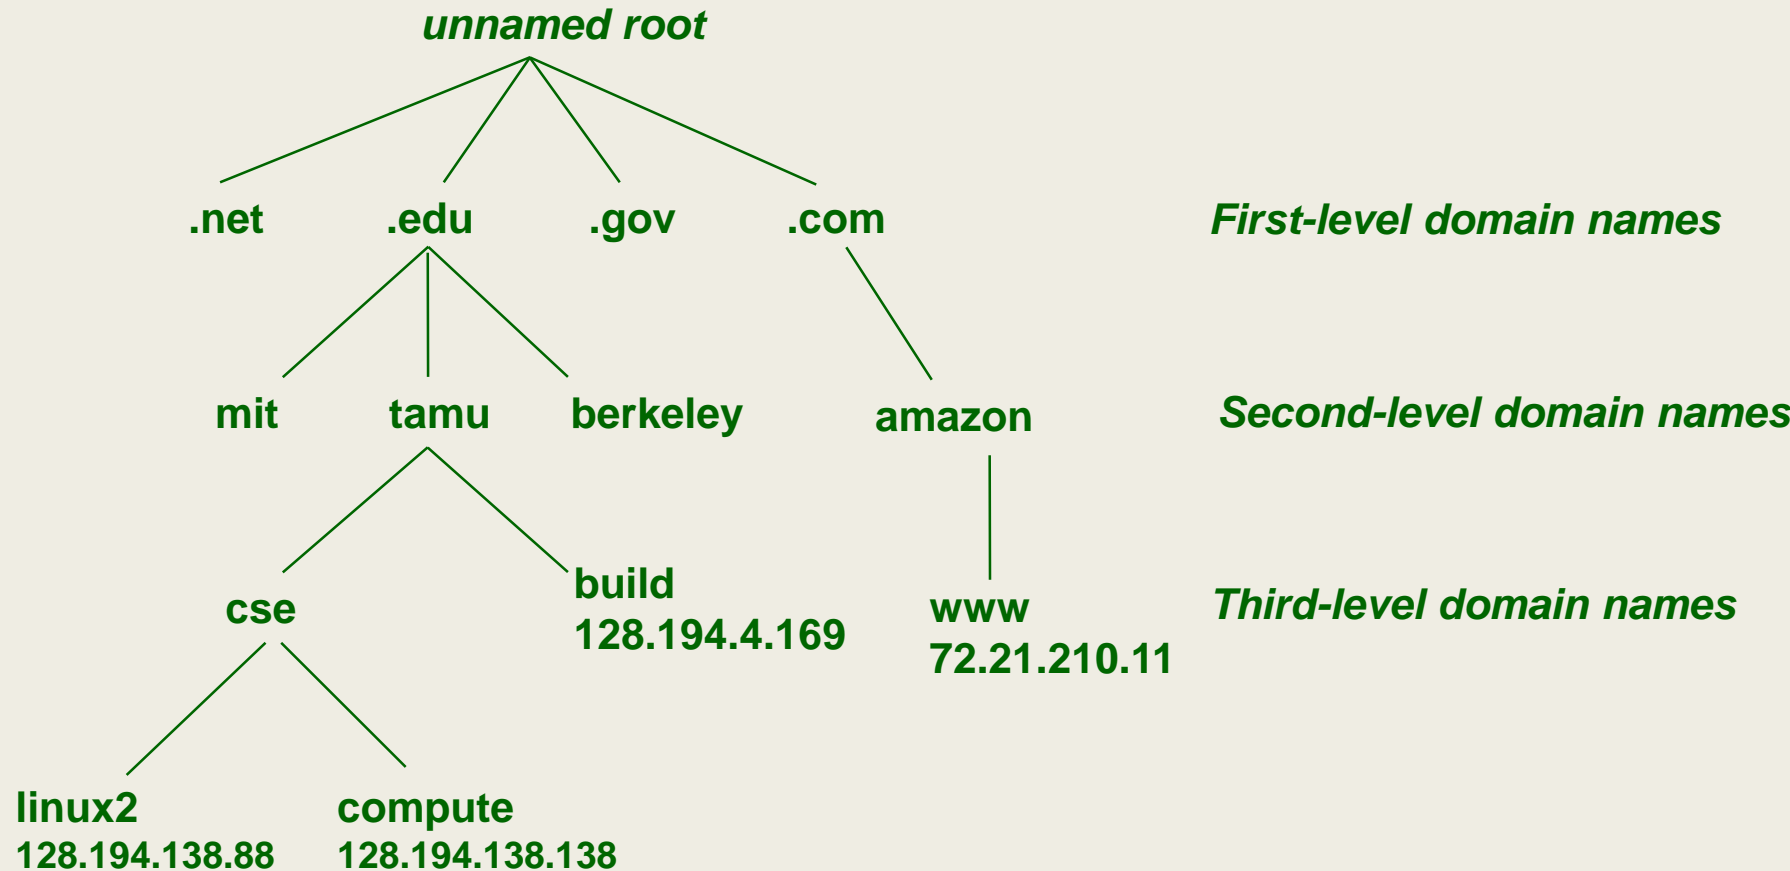 unnamed root
.net .edu .gov .com First-level domain names
mit tamu berkeley amazon Second-level domain names
cse build www Third-level domain names
128.194.4.169 72.21.210.11
linux2 compute
128.194.138.88 128.194.138.138